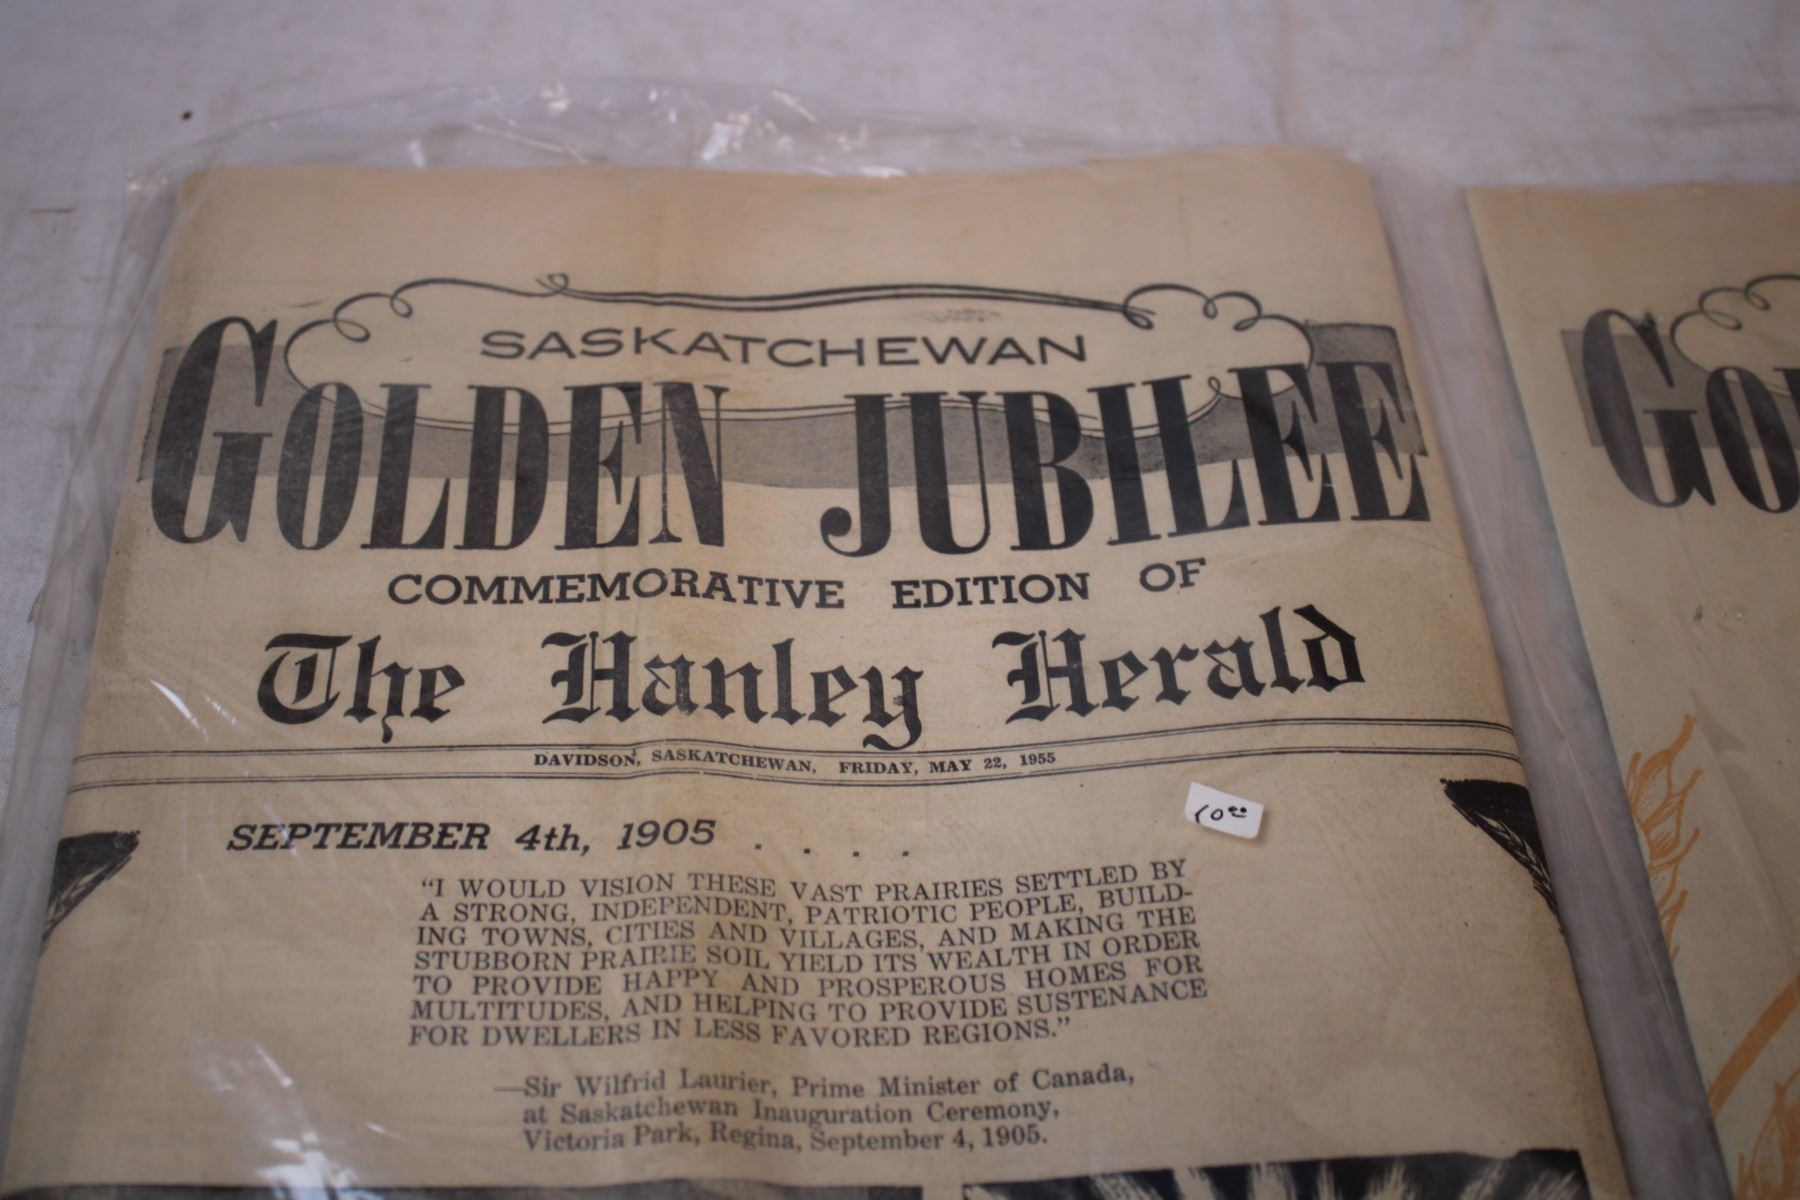 SASKATCHEWAN
GOLDEN JUBILEE
COMMEMORATIVE EDITION OF
The Hanley Herald
DAVIDSON, SASKATCHEWAN, FRIDAY, MAY 22, 1955
10.00
SEPTEMBER 4th, 1905 . . . .
“I WOULD VISION THESE VAST PRAIRIES SETTLED BY
A STRONG, INDEPENDENT, PATRIOTIC PEOPLE, BUILD-
ING TOWNS, CITIES AND VILLAGES, AND MAKING THE
STUBBORN PRAIRIE SOIL YIELD ITS WEALTH IN ORDER
TO PROVIDE HAPPY AND PROSPEROUS HOMES FOR
MULTITUDES, AND HELPING TO PROVIDE SUSTENANCE
FOR DWELLERS IN LESS FAVORED REGIONS.”
—Sir Wilfrid Laurier, Prime Minister of Canada,
at Saskatchewan Inauguration Ceremony,
Victoria Park, Regina, September 4, 1905.
GO